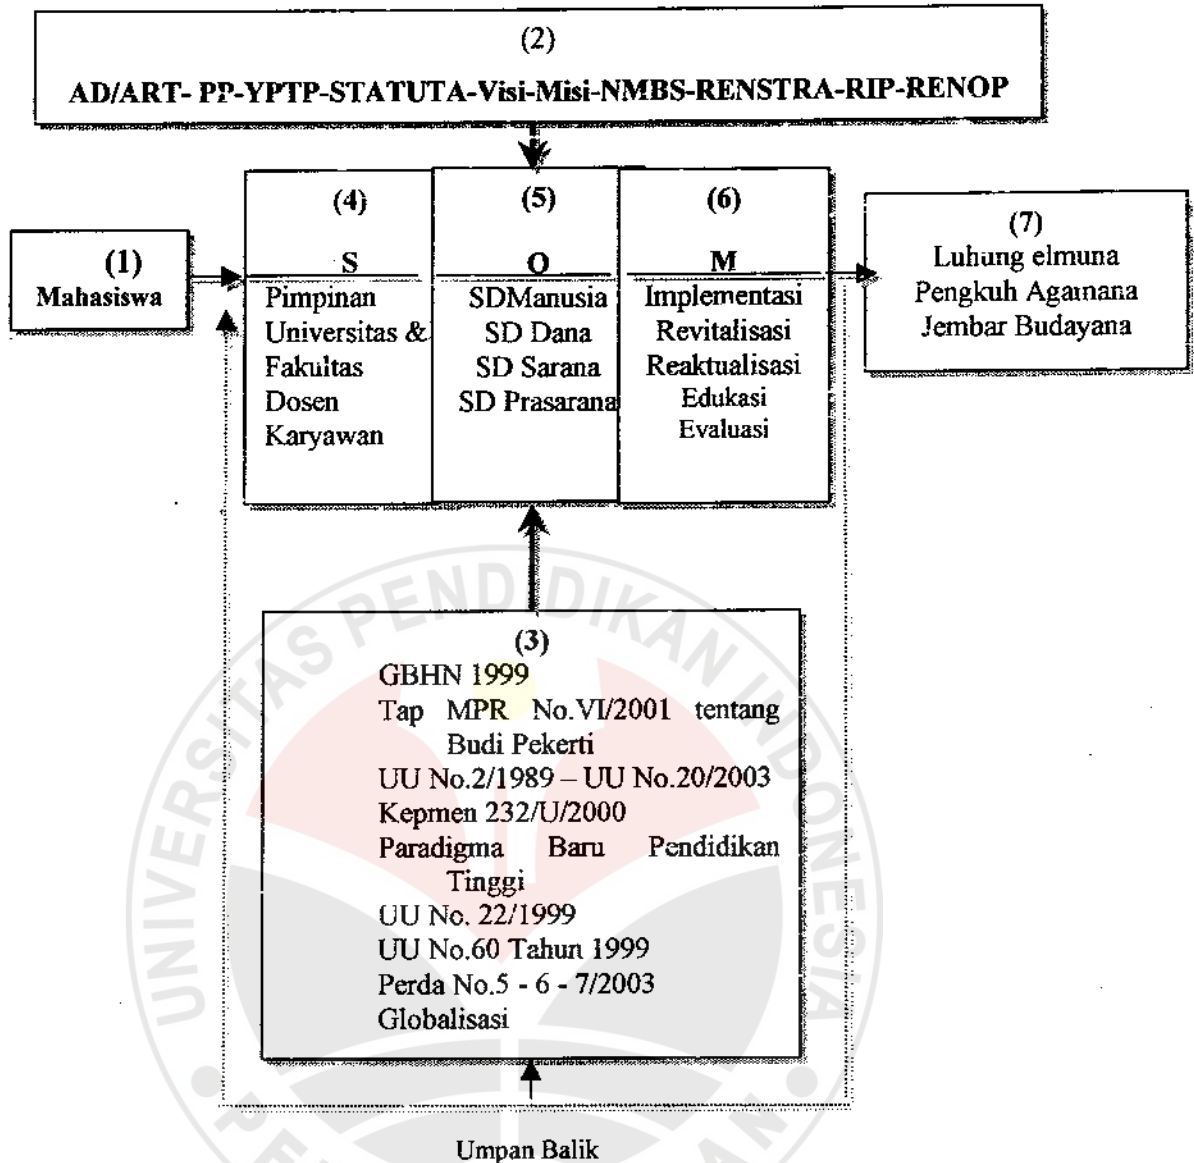 (2)
AD/ART- PP-YPTP-STATUTA-Visi-Misi-NMBS-RENSTRA-RIP-RENOP
(1)
Mahasiswa
(4)
S
Pimpinan
Universitas &
Fakultas
Dosen
Karyawan
(5)
O
SDManusia
SD Dana
SD Sarana
SD Prasarana
(6)
M
Implementasi
Revitalisasi
Reaktualisasi
Edukasi
Evaluasi
(7)
Luhung elmuna
Pengkuh Agamana
Jembar Budayana
(3)
GBHN 1999
Tap MPR No.VI/2001 tentang
Budi Pekerti
UU No.2/1989 – UU No.20/2003
Kepmen 232/U/2000
Paradigma Baru Pendidikan
Tinggi
UU No. 22/1999
UU No.60 Tahun 1999
Perda No.5 - 6 - 7/2003
Globalisasi
Umpan Balik
UNIVERSITAS PENDIDIKAN INDONESIA